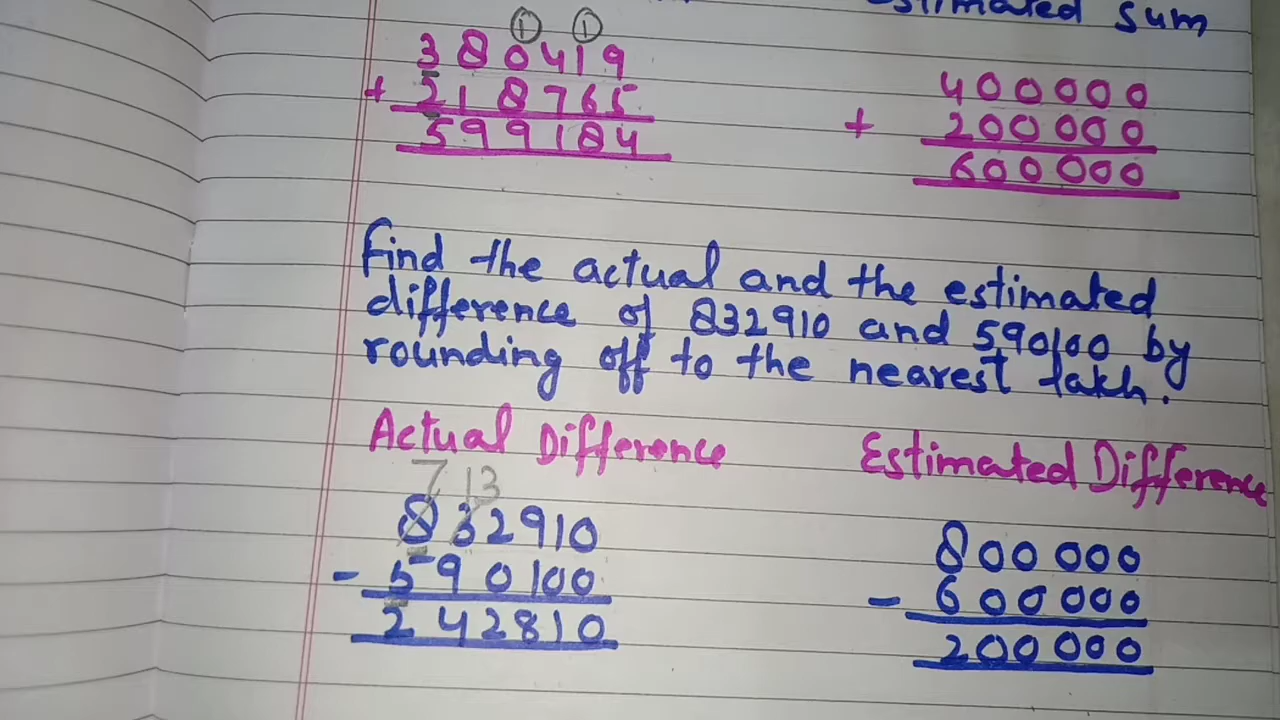 Estimated sum
① ①
380419
+ 218765
599184
400000
+ 200000
600000
Find the actual and the estimated
difference of 832910 and 590100 by
rounding off to the nearest lakh.
Actual Difference
7 13
832910
- 590100
242810
Estimated Difference
800000
- 600000
200000